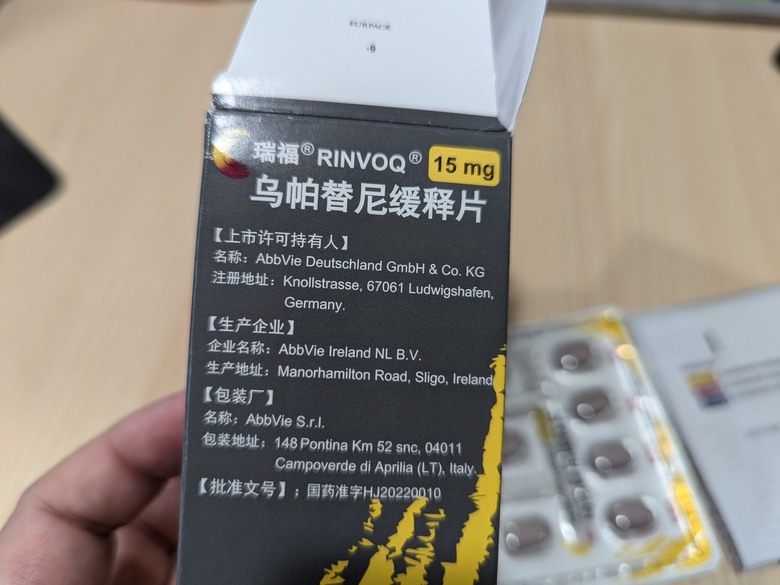 EURPACK
-9
瑞福® RINVOQ® 15 mg
乌帕替尼缓释片
【上市许可持有人】
名称：AbbVie Deutschland GmbH & Co. KG
注册地址：Knollstrasse, 67061 Ludwigshafen,
Germany.
【生产企业】
企业名称：AbbVie Ireland NL B.V.
生产地址：Manorhamilton Road, Sligo, Ireland
【包装厂】
名称：AbbVie S.r.l.
包装地址：148 Pontina Km 52 snc, 04011
Campoverde di Aprilia (LT), Italy.
【批准文号】；国药准字HJ20220010